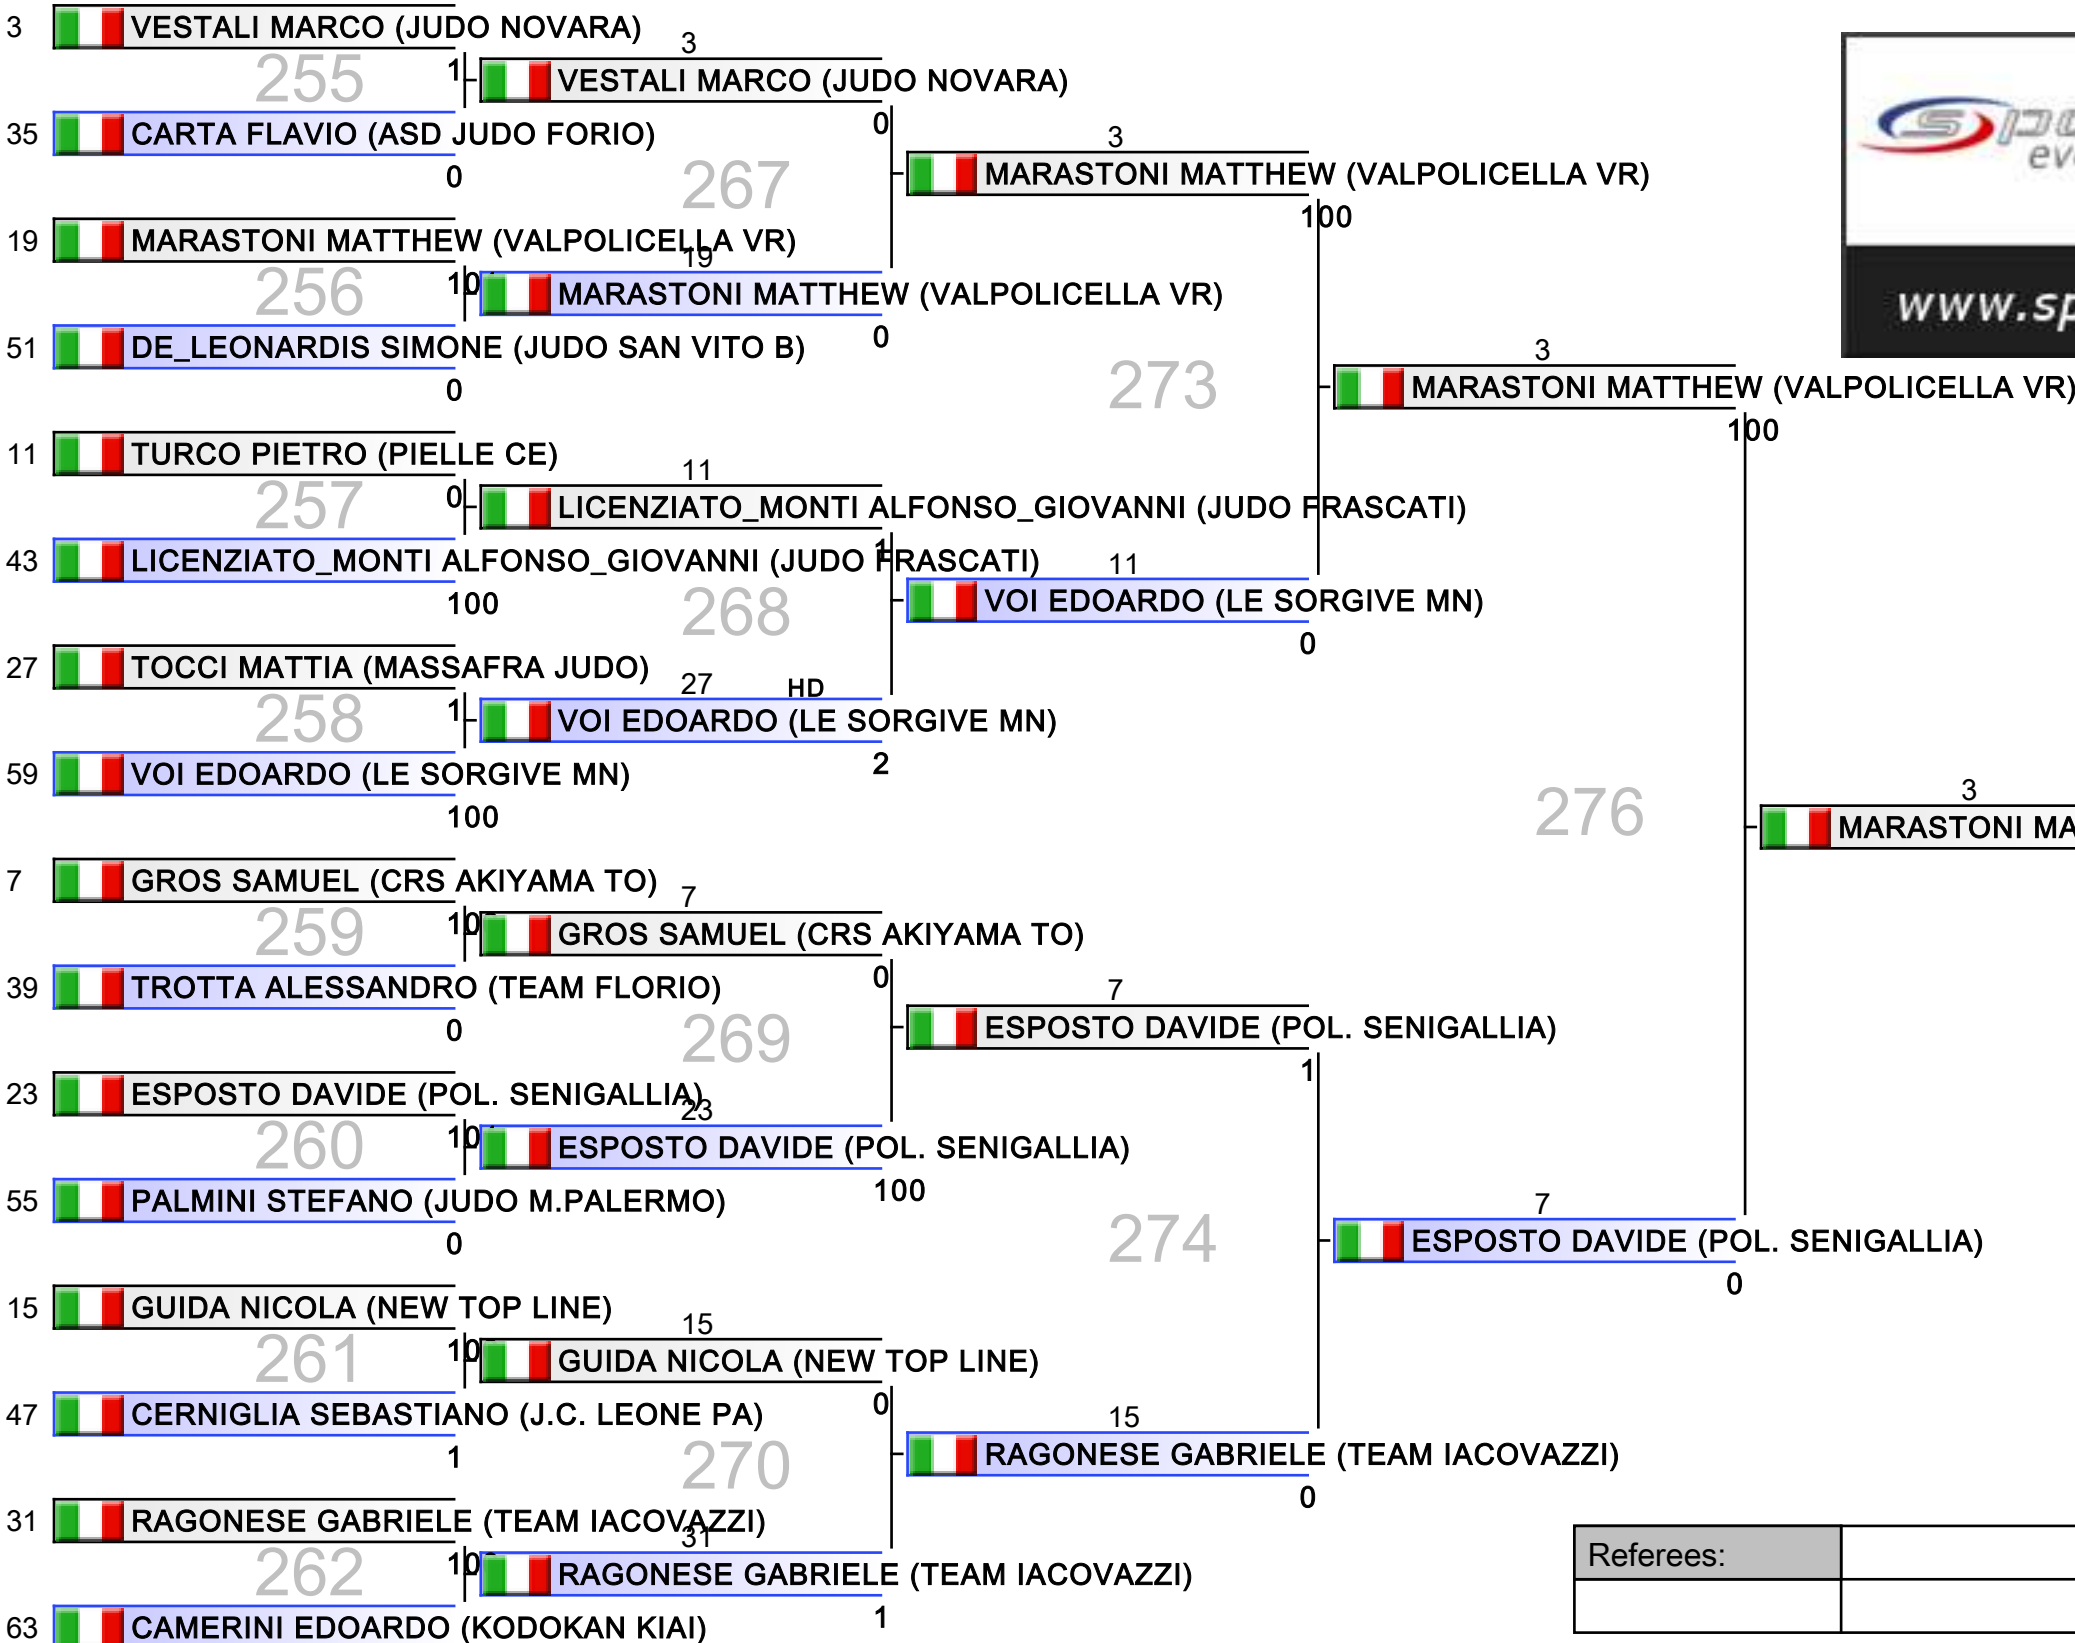 3 VESTALI MARCO (JUDO NOVARA)
255
1
35 CARTA FLAVIO (ASD JUDO FORIO)
0
19 MARASTONI MATTHEW (VALPOLICELLA VR)
256
51 DE_LEONARDIS SIMONE (JUDO SAN VITO B)
0
11 TURCO PIETRO (PIELLE CE)
257
0
43 LICENZIATO_MONTI ALFONSO_GIOVANNI (JUDO FRASCATI)
100
27 TOCCI MATTIA (MASSAFRA JUDO)
258
1
59 VOI EDOARDO (LE SORGIVE MN)
100
7 GROS SAMUEL (CRS AKIYAMA TO)
259
39 TROTTA ALESSANDRO (TEAM FLORIO)
0
23 ESPOSTO DAVIDE (POL. SENIGALLIA)
260
55 PALMINI STEFANO (JUDO M.PALERMO)
0
15 GUIDA NICOLA (NEW TOP LINE)
261
47 CERNIGLIA SEBASTIANO (J.C. LEONE PA)
1
31 RAGONESE GABRIELE (TEAM IACOVAZZI)
262
63 CAMERINI EDOARDO (KODOKAN KIAI)
3
VESTALI MARCO (JUDO NOVARA)
0
267
19
MARASTONI MATTHEW (VALPOLICELLA VR)
0
11
LICENZIATO_MONTI ALFONSO_GIOVANNI (JUDO FRASCATI)
1
268
27 HD
VOI EDOARDO (LE SORGIVE MN)
2
7
GROS SAMUEL (CRS AKIYAMA TO)
0
269
23
ESPOSTO DAVIDE (POL. SENIGALLIA)
100
15
GUIDA NICOLA (NEW TOP LINE)
0
270
31
RAGONESE GABRIELE (TEAM IACOVAZZI)
1
3
MARASTONI MATTHEW (VALPOLICELLA VR)
100
273
11
VOI EDOARDO (LE SORGIVE MN)
0
7
ESPOSTO DAVIDE (POL. SENIGALLIA)
1
274
15
RAGONESE GABRIELE (TEAM IACOVAZZI)
0
3
MARASTONI MATTHEW (VALPOLICELLA VR)
100
276
7
ESPOSTO DAVIDE (POL. SENIGALLIA)
0
3
MARASTONI
www.sp
Referees: